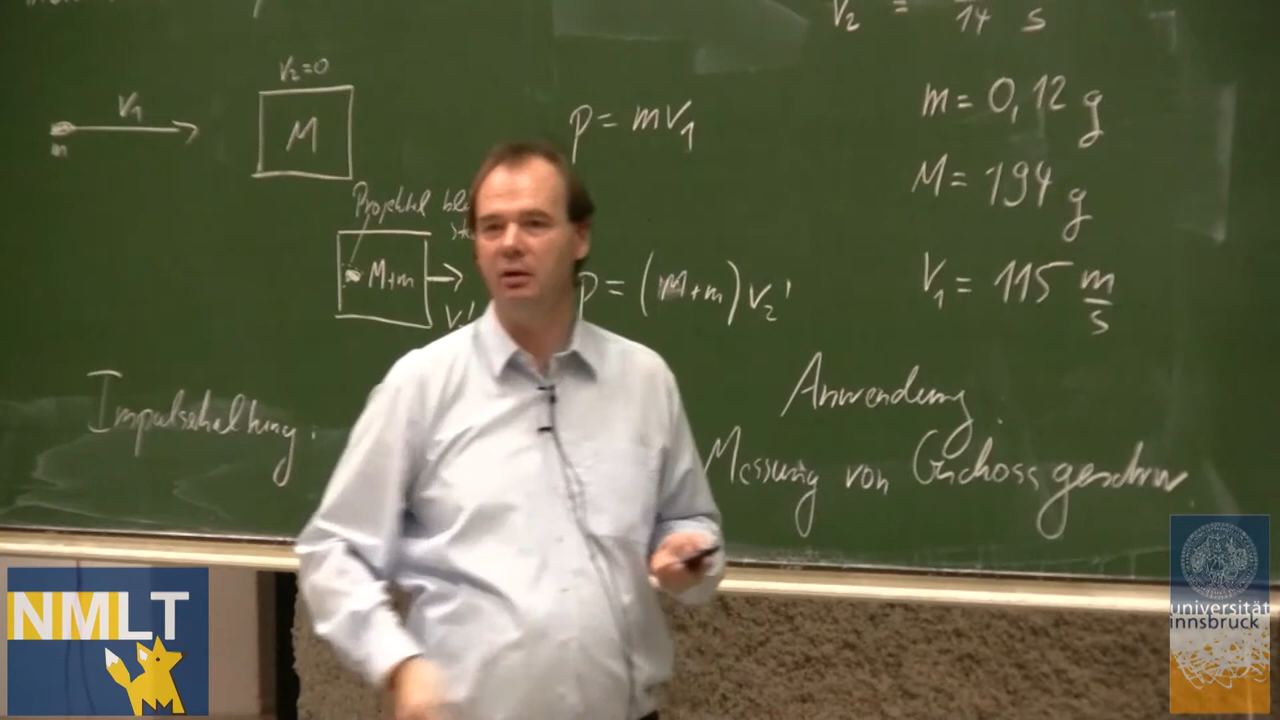 V₂ = /14 s
V₂=0
V₁
m
M
p = mV₁
m = 0,12 g
M = 194 g
V₁ = 115 m/s
Projektil
M+m
V₂'
p = (M+m) V₂'
Impulserhaltung.
Anwendung.
Messung von Geschossgeschw.
NMLT
universität
innsbruck